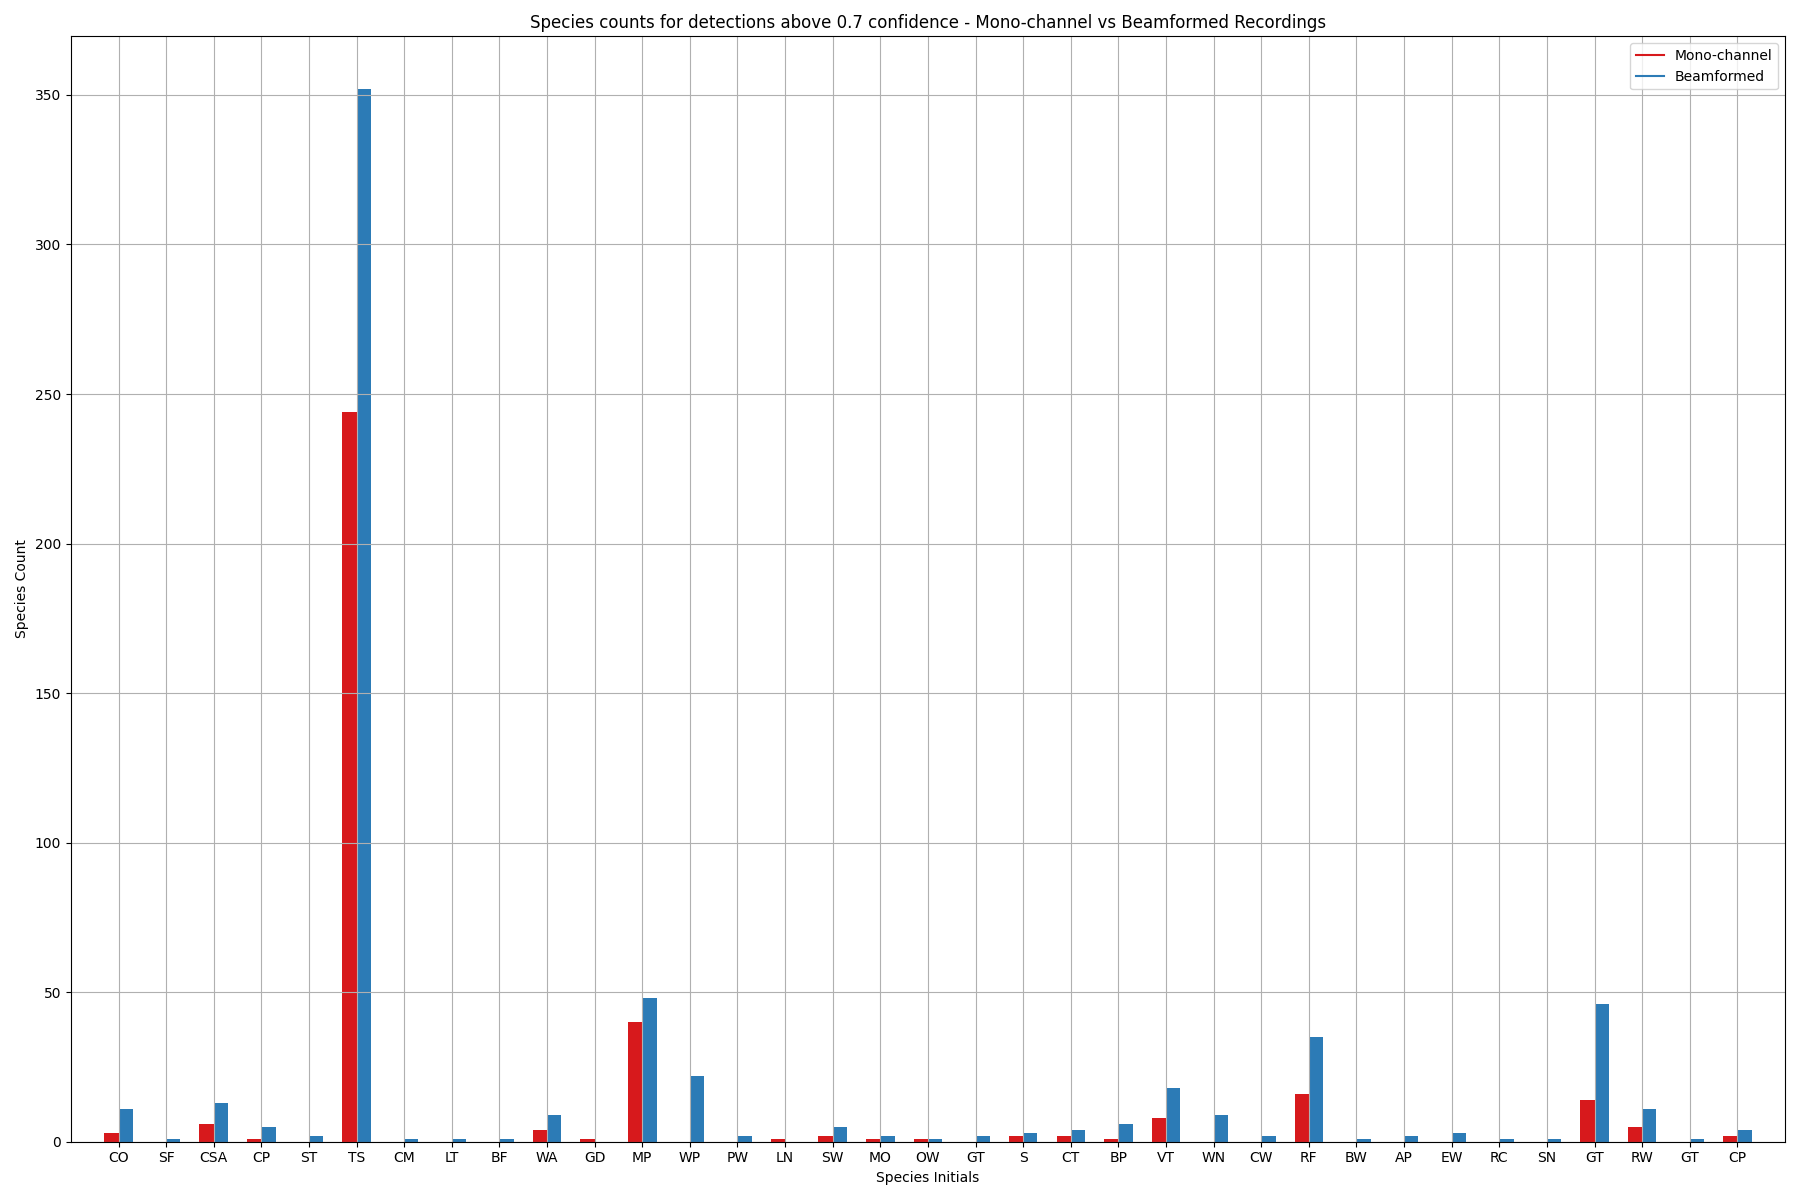 Species counts for detections above 0.7 confidence - Mono-channel vs Beamformed Recordings
Mono-channel
Beamformed
350
300
250
200
150
100
50
0
Species Count
CO SF CSA CP ST TS CM LT BF WA GD MP WP PW LN SW MO OW GT S CT BP VT WN CW RF BW AP EW RC SN GT RW GT CP
Species Initials